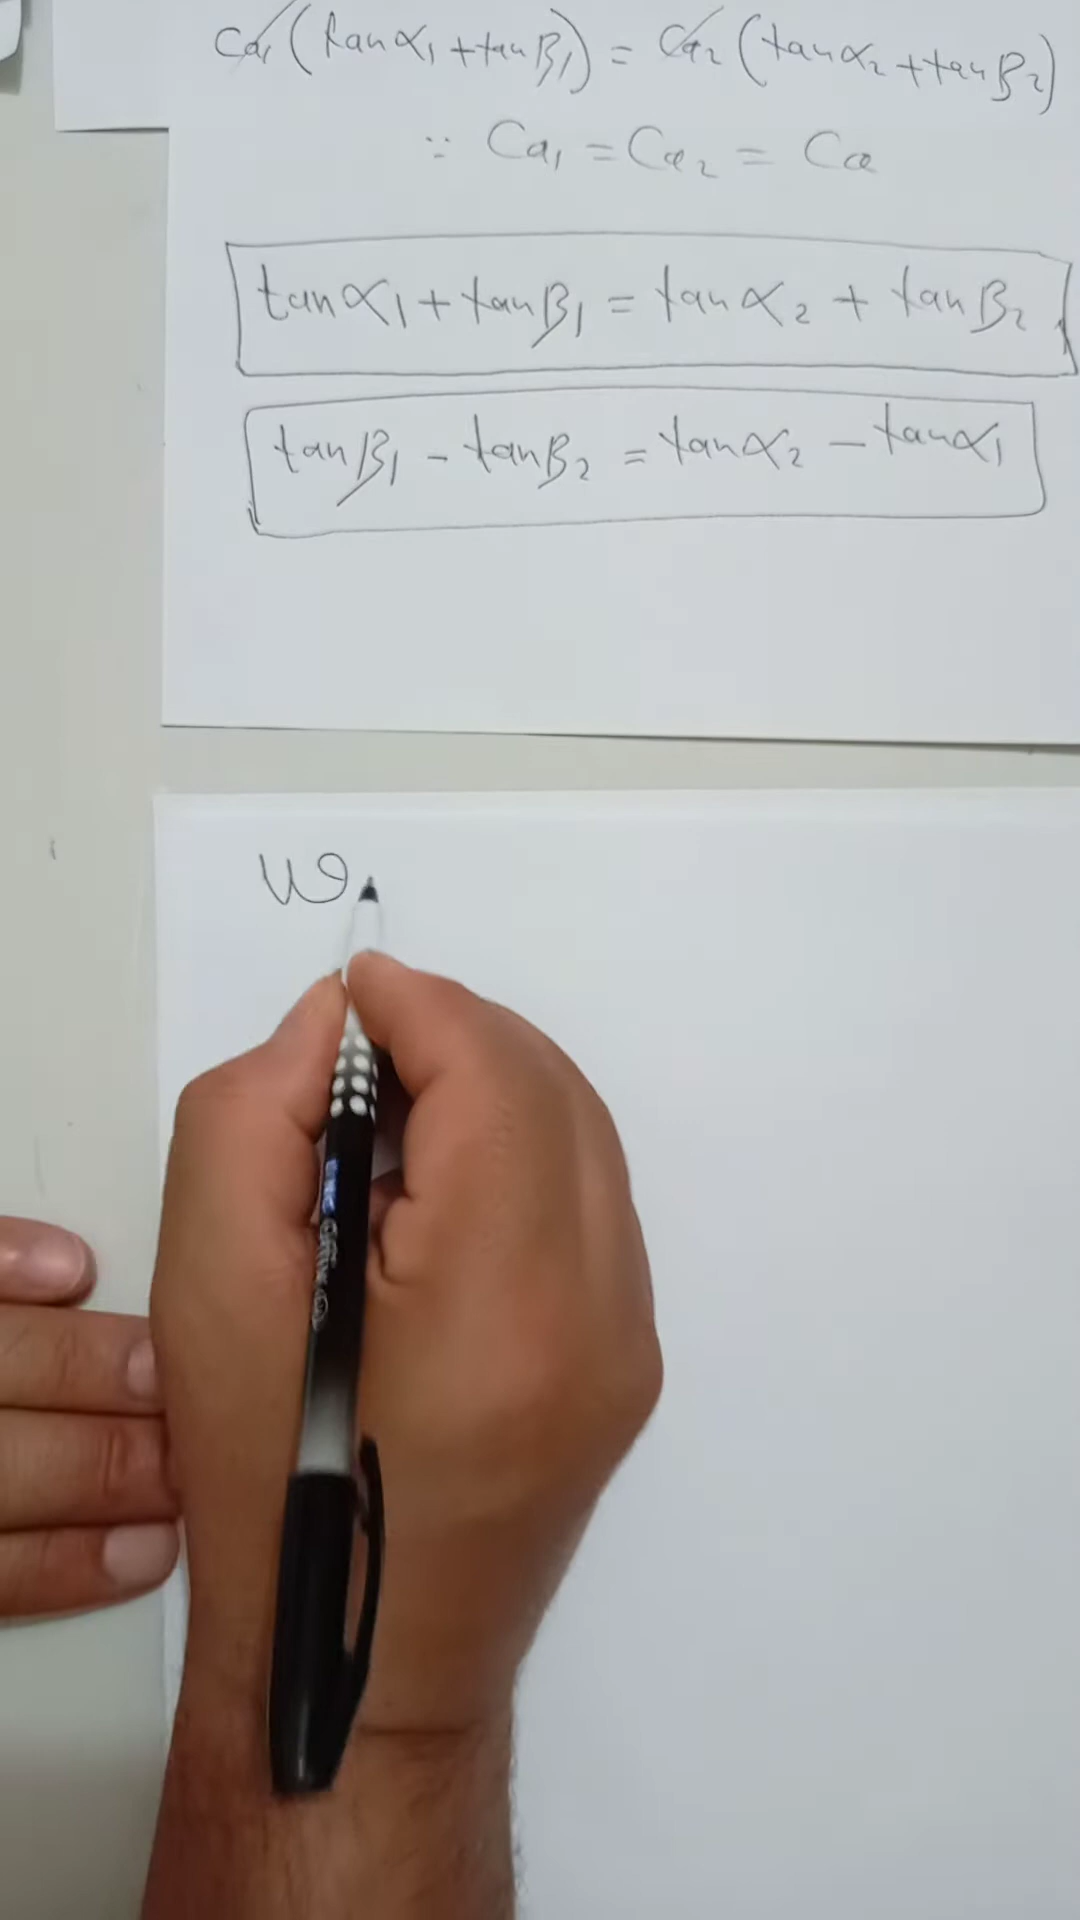 Ca₁ (tanα₁ + tanβ₁) = Ca₂ (tanα₂ + tanβ₂)
∵ Ca₁ = Ca₂ = Ca
tanα₁ + tanβ₁ = tanα₂ + tanβ₂
tanβ₁ - tanβ₂ = tanα₂ - tanα₁
W